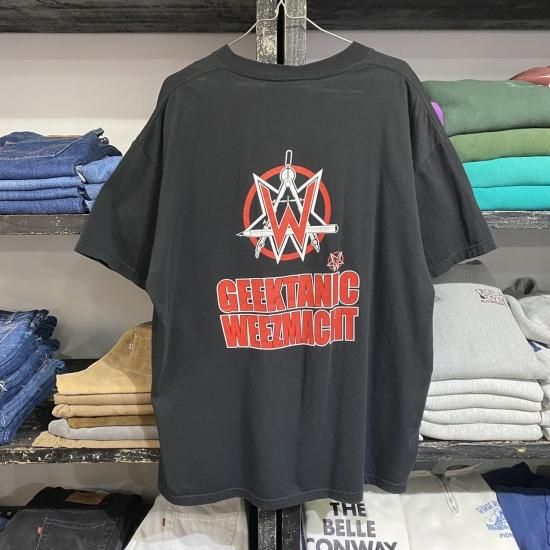 W
GEEKTANIC
WEEZMACHT
THE
BELLE
CONWAY